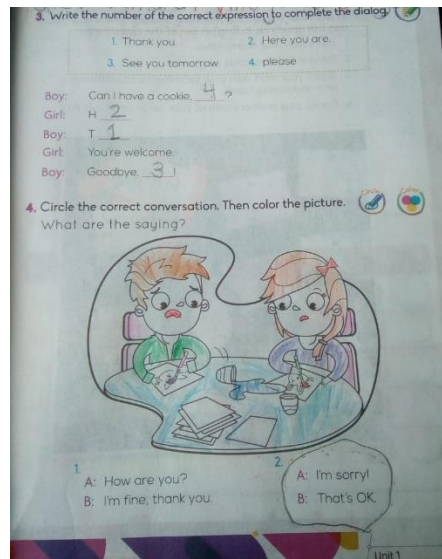 3. Write the number of the correct expression to complete the dialog.
1. Thank you.
2. Here you are.
3. See you tomorrow.
4. please
Boy: Can I have a cookie, 4 ?
Girl: H 2
Boy: T 1
Girl: You're welcome.
Boy: Goodbye. 3 !
4. Circle the correct conversation. Then color the picture.
Circle
Color
What are the saying?
1.
A: How are you?
B: I'm fine, thank you.
2.
A: I'm sorry!
B: That's OK.
Unit 1